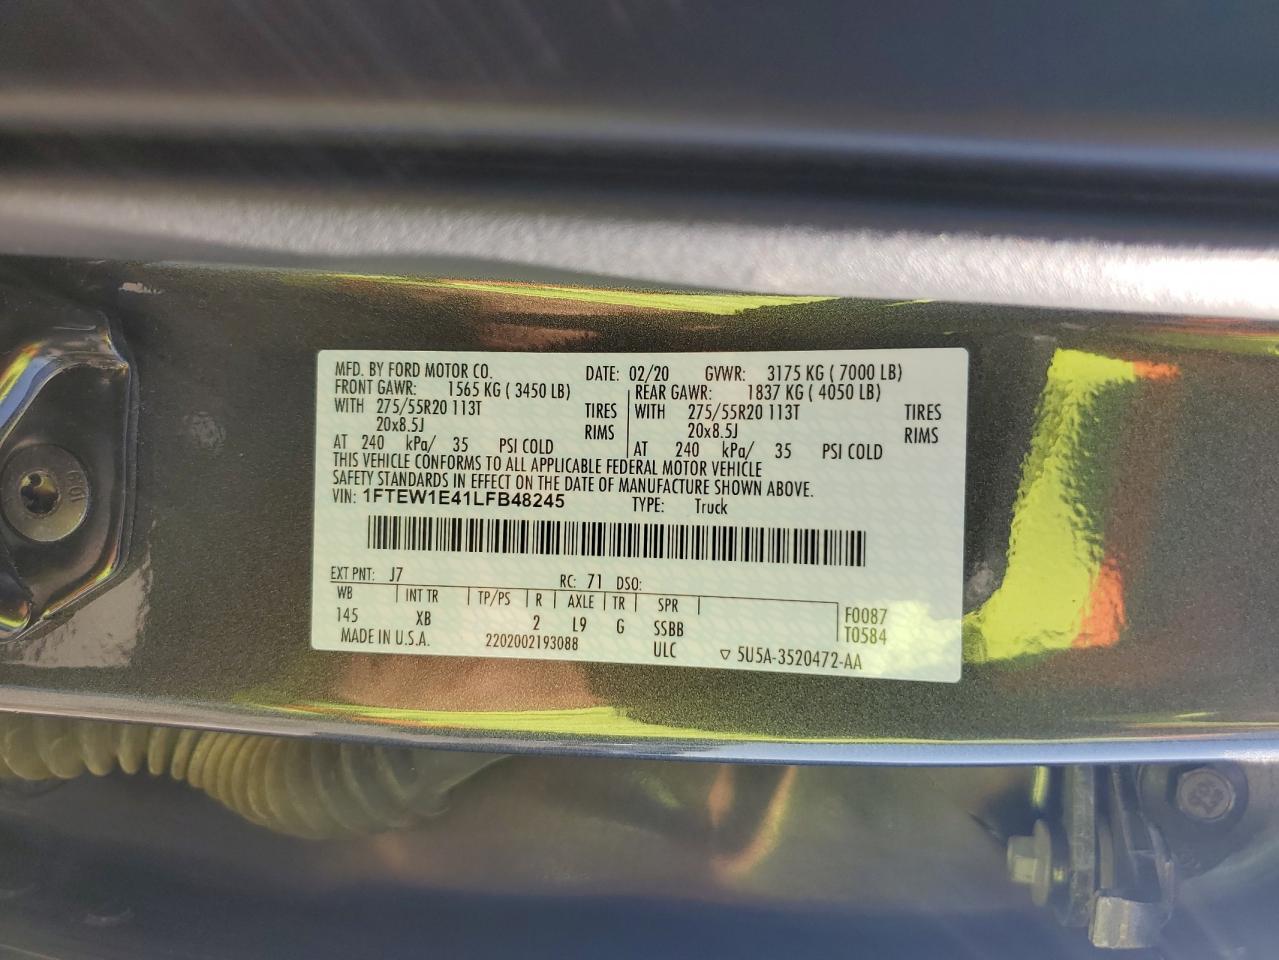 MFD. BY FORD MOTOR CO. DATE: 02/20 GVWR: 3175 KG ( 7000 LB)
FRONT GAWR: 1565 KG ( 3450 LB) REAR GAWR: 1837 KG ( 4050 LB)
WITH 275/55R20 113T TIRES WITH 275/55R20 113T TIRES
20x8.5J RIMS 20x8.5J RIMS
AT 240 kPa/ 35 PSI COLD AT 240 kPa/ 35 PSI COLD
THIS VEHICLE CONFORMS TO ALL APPLICABLE FEDERAL MOTOR VEHICLE
SAFETY STANDARDS IN EFFECT ON THE DATE OF MANUFACTURE SHOWN ABOVE.
VIN: 1FTEW1E41LFB48245 TYPE: Truck
EXT PNT: J7 RC: 71 DSO:
WB INT TR TP/PS R AXLE TR SPR F0087
145 XB 2 L9 G SSBB T0584
MADE IN U.S.A. 2202002193088 ULC ▽ 5U5A-3520472-AA